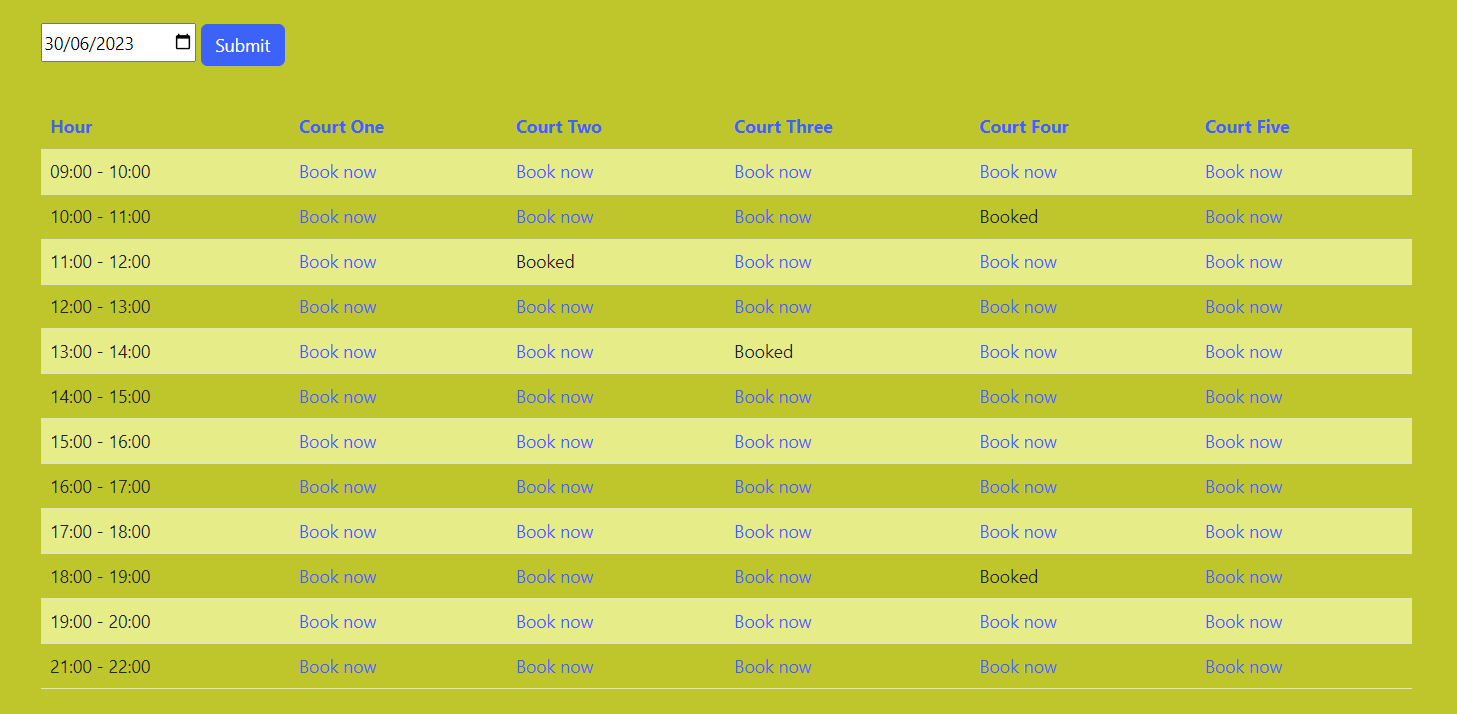 30/06/2023 Submit
Hour Court One Court Two Court Three Court Four Court Five
09:00 - 10:00 Book now Book now Book now Book now Book now
10:00 - 11:00 Book now Book now Book now Booked Book now
11:00 - 12:00 Book now Booked Book now Book now Book now
12:00 - 13:00 Book now Book now Book now Book now Book now
13:00 - 14:00 Book now Book now Booked Book now Book now
14:00 - 15:00 Book now Book now Book now Book now Book now
15:00 - 16:00 Book now Book now Book now Book now Book now
16:00 - 17:00 Book now Book now Book now Book now Book now
17:00 - 18:00 Book now Book now Book now Book now Book now
18:00 - 19:00 Book now Book now Book now Booked Book now
19:00 - 20:00 Book now Book now Book now Book now Book now
21:00 - 22:00 Book now Book now Book now Book now Book now